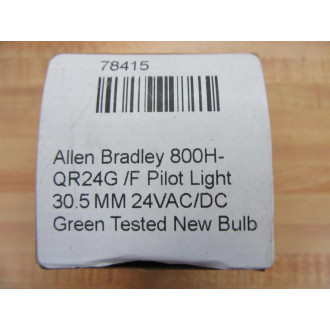 78415
Allen Bradley 800H-
QR24G /F Pilot Light
30.5 MM 24VAC/DC
Green Tested New Bulb